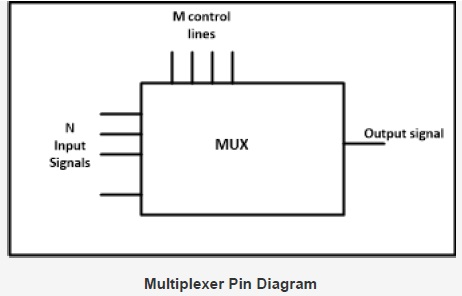 M control
lines
N
Input
Signals
MUX
Output signal
Multiplexer Pin Diagram